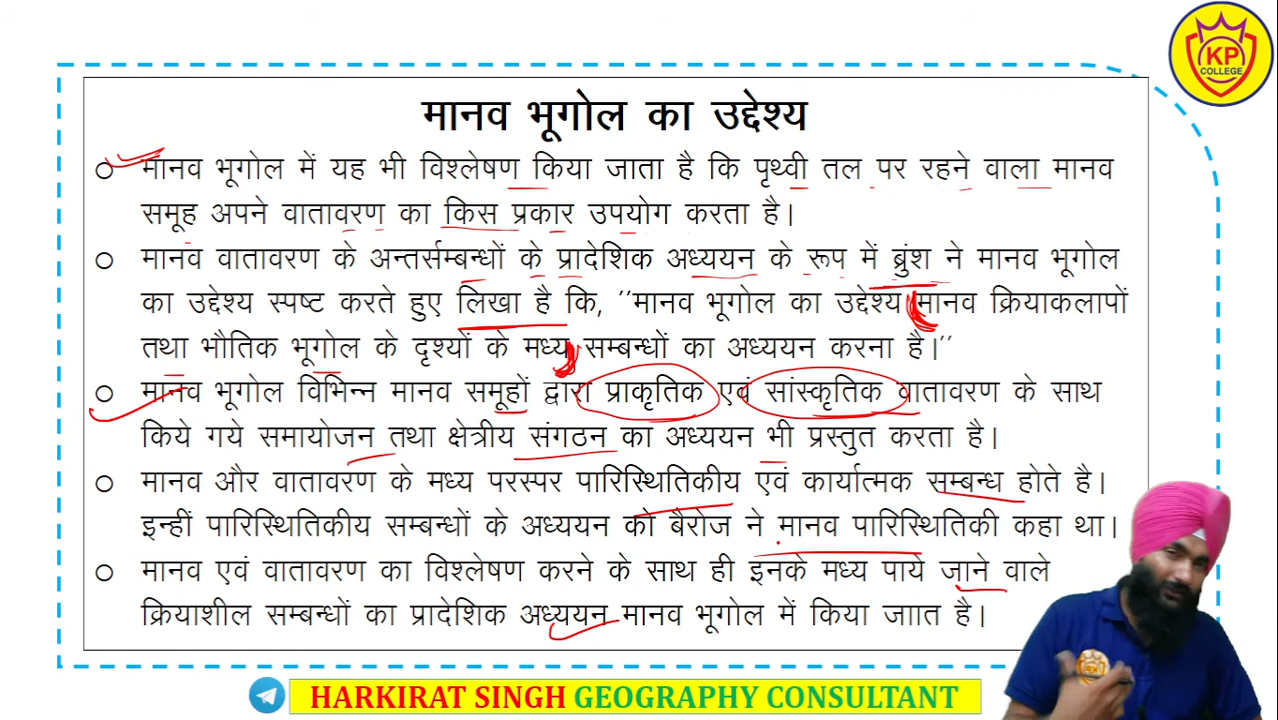 KP
COLLEGE
मानव भूगोल का उद्देश्य
○ मानव भूगोल में यह भी विश्लेषण किया जाता है कि पृथ्वी तल पर रहने वाला मानव
समूह अपने वातावरण का किस प्रकार उपयोग करता है।
○ मानव वातावरण के अन्तर्सम्बन्धों के प्रादेशिक अध्ययन के रूप में ब्रुंश ने मानव भूगोल
का उद्देश्य स्पष्ट करते हुए लिखा है कि, ''मानव भूगोल का उद्देश्य मानव क्रियाकलापों
तथा भौतिक भूगोल के दृश्यों के मध्य सम्बन्धों का अध्ययन करना है।''
○ मानव भूगोल विभिन्न मानव समूहों द्वारा प्राकृतिक एवं सांस्कृतिक वातावरण के साथ
किये गये समायोजन तथा क्षेत्रीय संगठन का अध्ययन भी प्रस्तुत करता है।
○ मानव और वातावरण के मध्य परस्पर पारिस्थितिकीय एवं कार्यात्मक सम्बन्ध होते है।
इन्हीं पारिस्थितिकीय सम्बन्धों के अध्ययन को बैरोज ने मानव पारिस्थितिकी कहा था।
○ मानव एवं वातावरण का विश्लेषण करने के साथ ही इनके मध्य पाये जाने वाले
क्रियाशील सम्बन्धों का प्रादेशिक अध्ययन मानव भूगोल में किया जाात है।
HARKIRAT SINGH GEOGRAPHY CONSULTANT